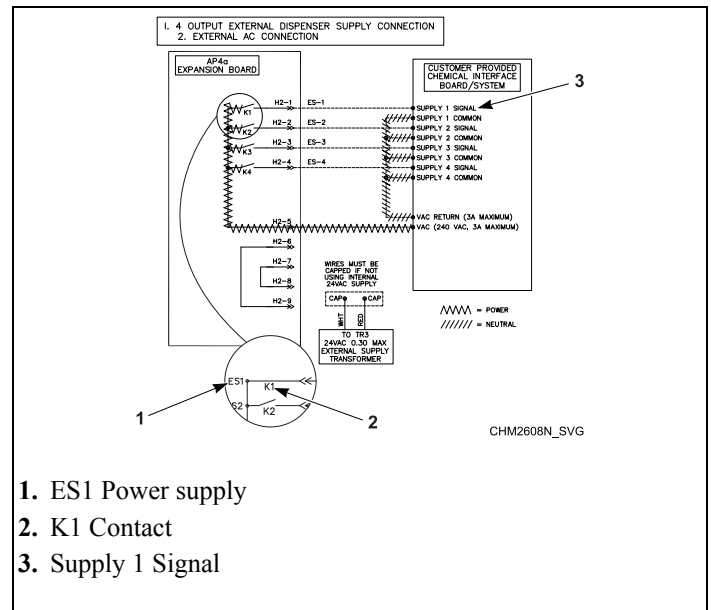 I. 4 OUTPUT EXTERNAL DISPENSER SUPPLY CONNECTION
2. EXTERNAL AC CONNECTION
AP4a
EXPANSION BOARD
CUSTOMER PROVIDED
CHEMICAL INTERFACE
BOARD/SYSTEM
3
K1
H2-1
ES-1
SUPPLY 1 SIGNAL
SUPPLY 1 COMMON
K2
H2-2
ES-2
SUPPLY 2 SIGNAL
SUPPLY 2 COMMON
K3
H2-3
ES-3
SUPPLY 3 SIGNAL
SUPPLY 3 COMMON
K4
H2-4
ES-4
SUPPLY 4 SIGNAL
SUPPLY 4 COMMON
VAC RETURN (3A MAXIMUM)
H2-5
VAC (240 VAC, 3A MAXIMUM)
H2-6
H2-7
H2-8
H2-9
WIRES MUST BE
CAPPED IF NOT
USING INTERNAL
24VAC SUPPLY
CAP
CAP
WHT
RED
TO TR3
24VAC 0.30 MAX
EXTERNAL SUPPLY
TRANSFORMER
= POWER
= NEUTRAL
ES1
K1
S2
K2
1
2
CHM2608N_SVG
1. ES1 Power supply
2. K1 Contact
3. Supply 1 Signal